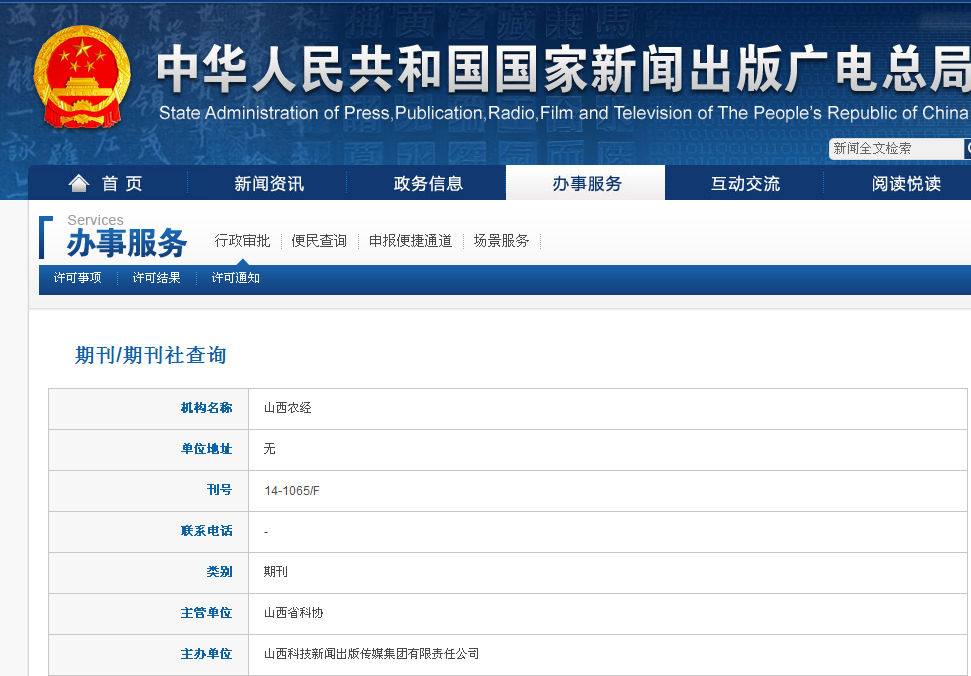 中华人民共和国国家新闻出版广电总局
State Administration of Press,Publication,Radio,Film and Television of The People's Republic of China
新闻全文检索
首 页 新闻资讯 政务信息 办事服务 互动交流 阅读悦读
Services
办事服务 行政审批 便民查询 申报便捷通道 场景服务
许可事项 许可结果 许可通知
期刊/期刊社查询
机构名称 山西农经
单位地址 无
刊号 14-1065/F
联系电话 -
类别 期刊
主管单位 山西省科协
主办单位 山西科技新闻出版传媒集团有限责任公司